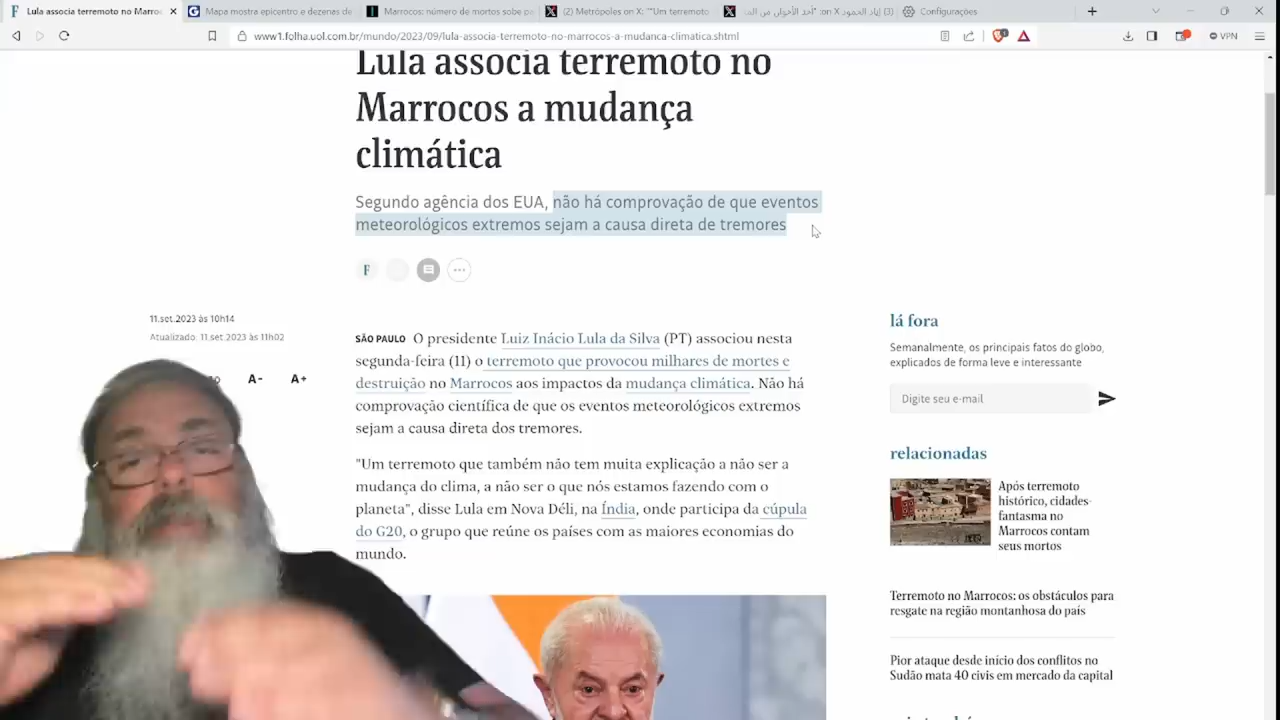 Lula associa terremoto no Marroc
Mapa mostra epicentro e dezenas de
Marrocos: número de mortos sobe pa
(2) Metrópoles on X: "“Um terremoto
Configurações
www1.folha.uol.com.br/mundo/2023/09/lula-associa-terremoto-no-marrocos-a-mudanca-climatica.shtml
VPN
Lula associa terremoto no
Marrocos a mudança
climática
Segundo agência dos EUA, não há comprovação de que eventos
meteorológicos extremos sejam a causa direta de tremores
F
11.set.2023 às 10h14
Atualizado: 11.set.2023 às 11h02
A-
A+
SÃO PAULO O presidente Luiz Inácio Lula da Silva (PT) associou nesta
segunda-feira (11) o terremoto que provocou milhares de mortes e
destruição no Marrocos aos impactos da mudança climática. Não há
comprovação científica de que os eventos meteorológicos extremos
sejam a causa direta dos tremores.
"Um terremoto que também não tem muita explicação a não ser a
mudança do clima, a não ser o que nós estamos fazendo com o
planeta", disse Lula em Nova Déli, na Índia, onde participa da cúpula
do G20, o grupo que reúne os países com as maiores economias do
mundo.
lá fora
Semanalmente, os principais fatos do globo,
explicados de forma leve e interessante
Digite seu e-mail
relacionadas
Após terremoto
histórico, cidades-
fantasma no
Marrocos contam
seus mortos
Terremoto no Marrocos: os obstáculos para
resgate na região montanhosa do país
Pior ataque desde início dos conflitos no
Sudão mata 40 civis em mercado da capital